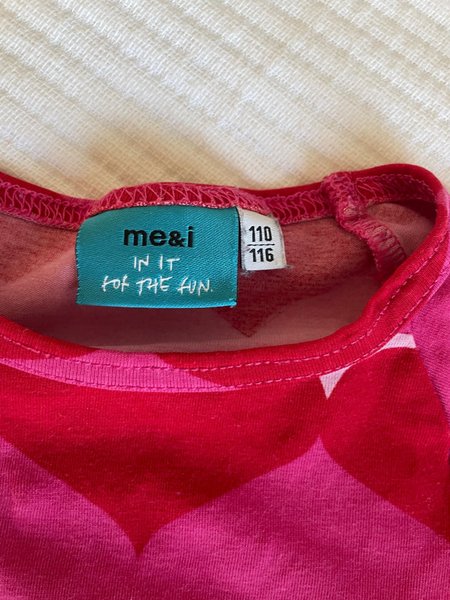 me&i
IN IT
FOR THE FUN.
110
116